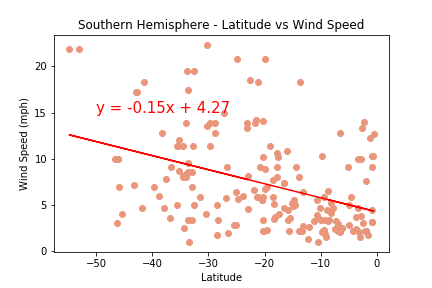 Southern Hemisphere - Latitude vs Wind Speed
20
15
10
5
0
Wind Speed (mph)
y = -0.15x + 4.27
−50
−40
−30
−20
−10
0
Latitude